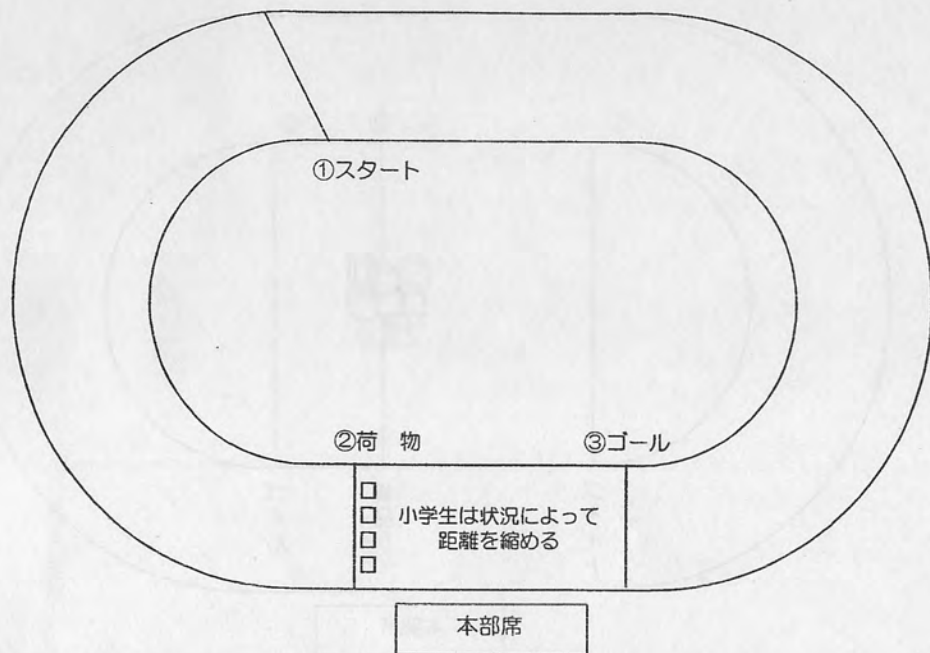 ①スタート
②荷　物
③ゴール
小学生は状況によって
距離を縮める
本部席